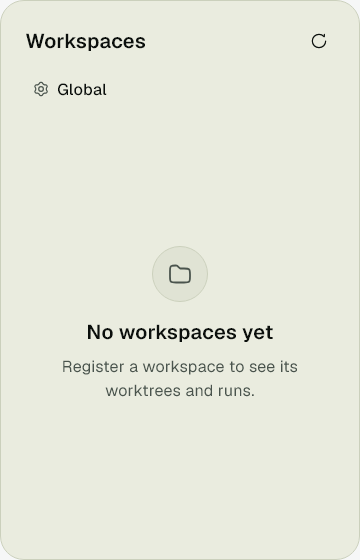 Workspaces
Global
No workspaces yet
Register a workspace to see its
worktrees and runs.